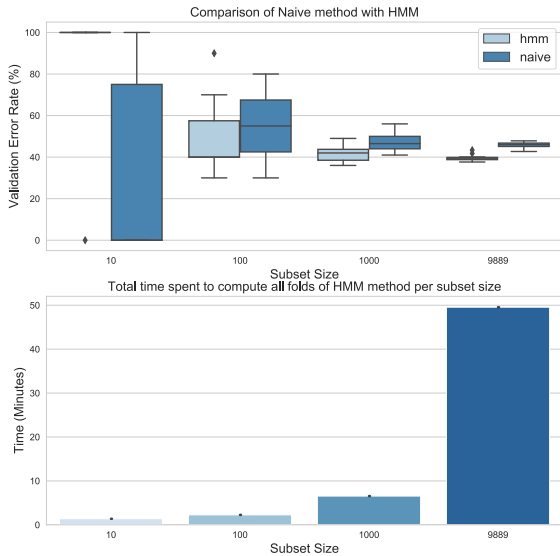 Comparison of Naive method with HMM
Validation Error Rate (%)
100
80
60
40
20
0
hmm
naive
10
100
1000
9889
Subset Size
Total time spent to compute all folds of HMM method per subset size
Time (Minutes)
50
40
30
20
10
0
10
100
1000
9889
Subset Size